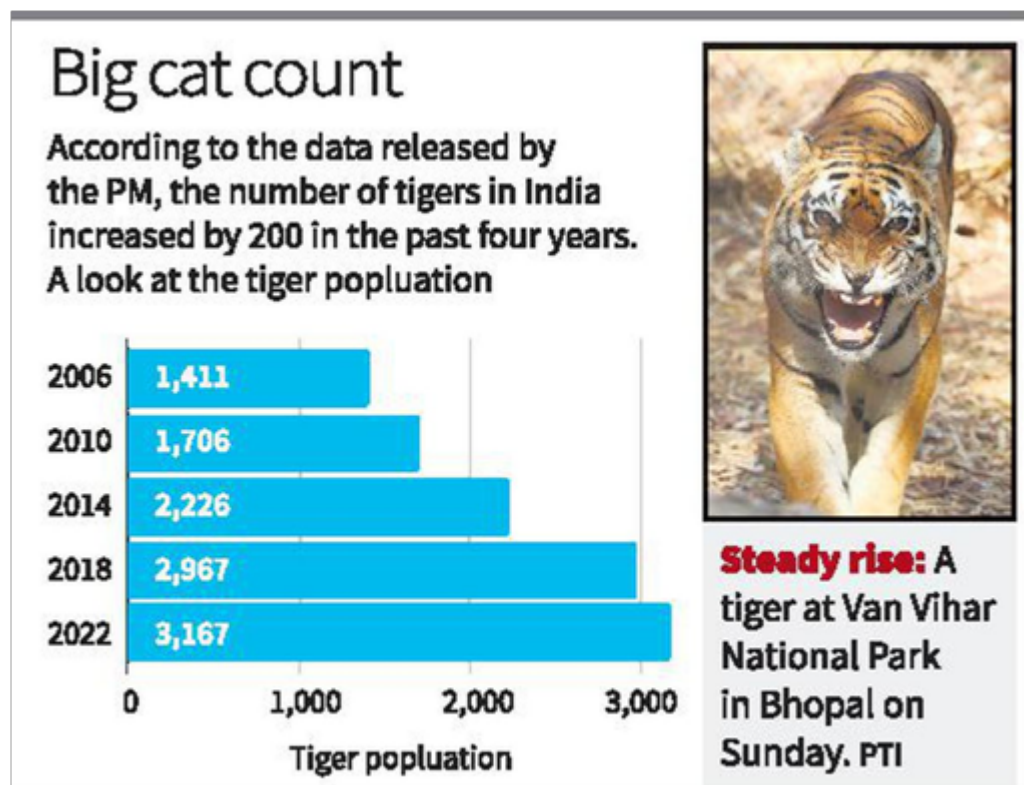 Big cat count
According to the data released by
the PM, the number of tigers in India
increased by 200 in the past four years.
A look at the tiger popluation
2006 1,411
2010 1,706
2014 2,226
2018 2,967
2022 3,167
0 1,000 2,000 3,000
Tiger popluation
Steady rise: A
tiger at Van Vihar
National Park
in Bhopal on
Sunday. PTI